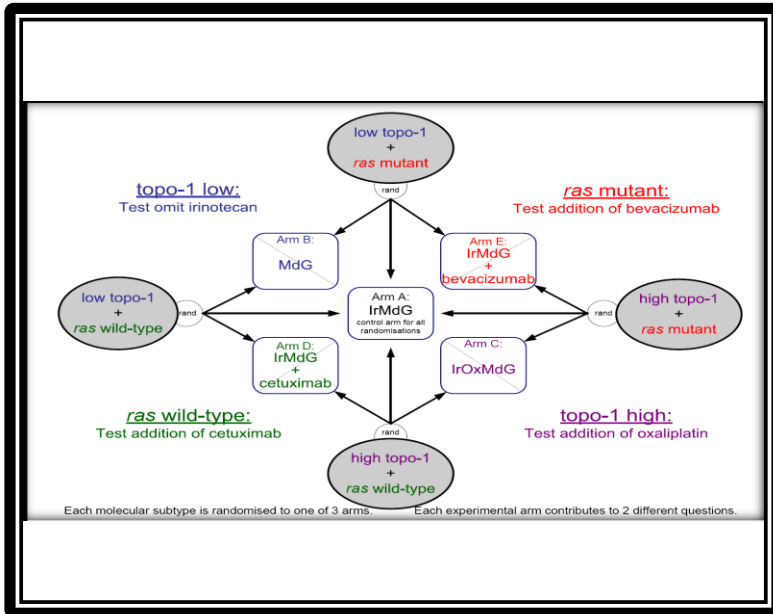 low topo-1
+
ras mutant
rand
topo-1 low:
Test omit irinotecan
ras mutant:
Test addition of bevacizumab
Arm B:
MdG
Arm E:
IrMdG
+
bevacizumab
low topo-1
+
ras wild-type
rand
Arm A:
IrMdG
control arm for all
randomisations
rand
high topo-1
+
ras mutant
Arm D:
IrMdG
+
cetuximab
Arm C:
IrOxMdG
ras wild-type:
Test addition of cetuximab
topo-1 high:
Test addition of oxaliplatin
rand
high topo-1
+
ras wild-type
Each molecular subtype is randomised to one of 3 arms.
Each experimental arm contributes to 2 different questions.